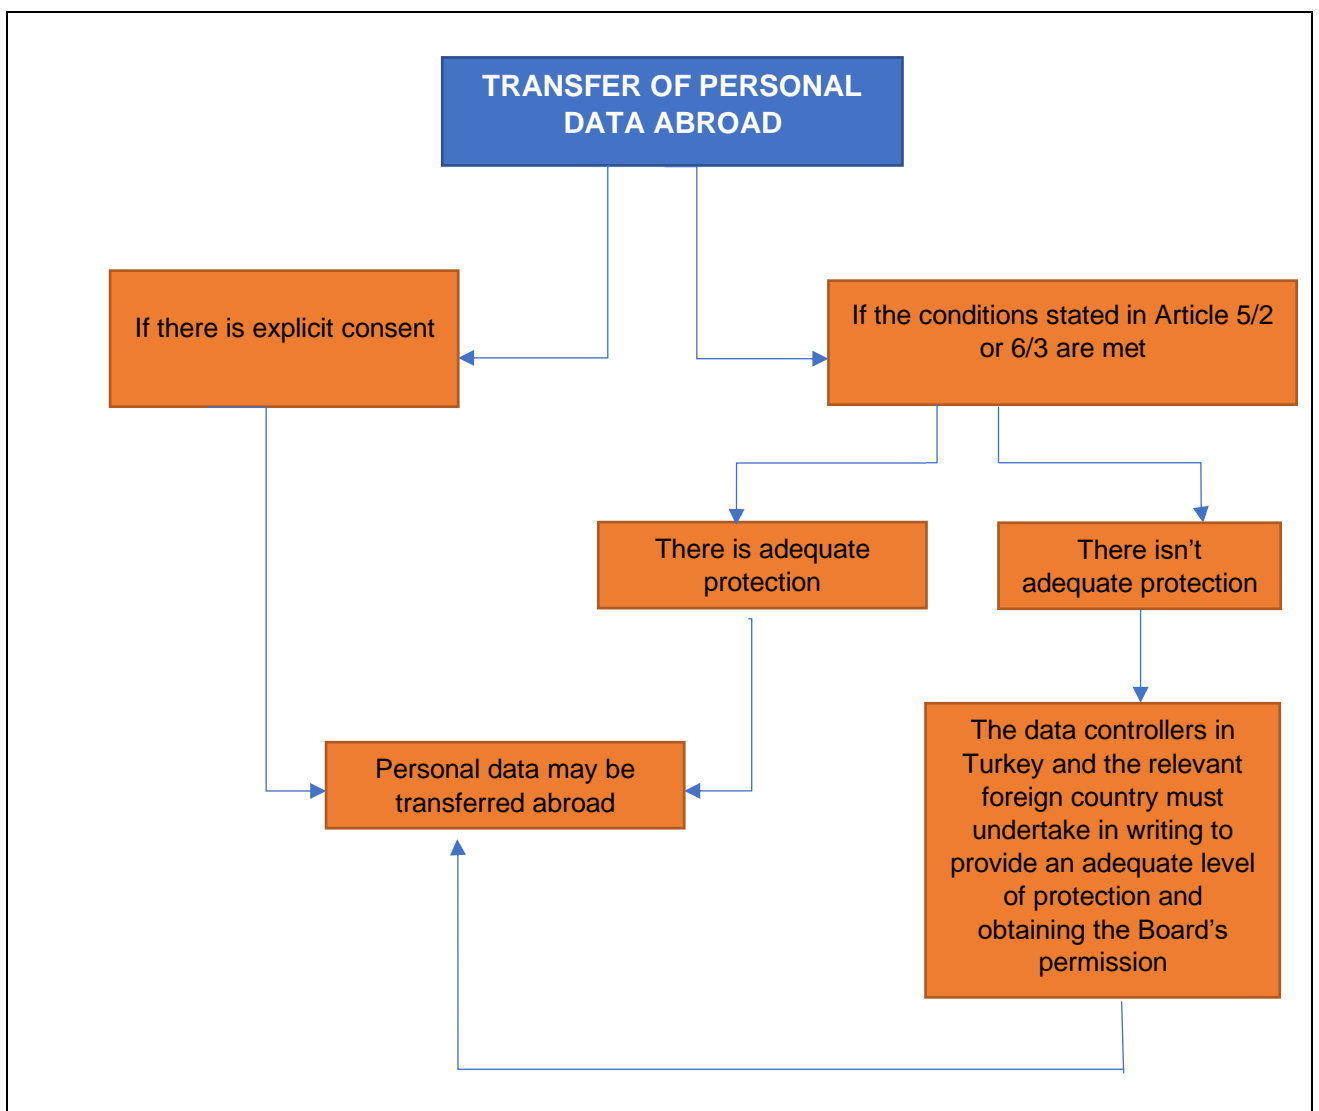 TRANSFER OF PERSONAL
DATA ABROAD
If there is explicit consent
If the conditions stated in Article 5/2
or 6/3 are met
There is adequate
protection
There isn’t
adequate protection
Personal data may be
transferred abroad
The data controllers in
Turkey and the relevant
foreign country must
undertake in writing to
provide an adequate level
of protection and
obtaining the Board’s
permission